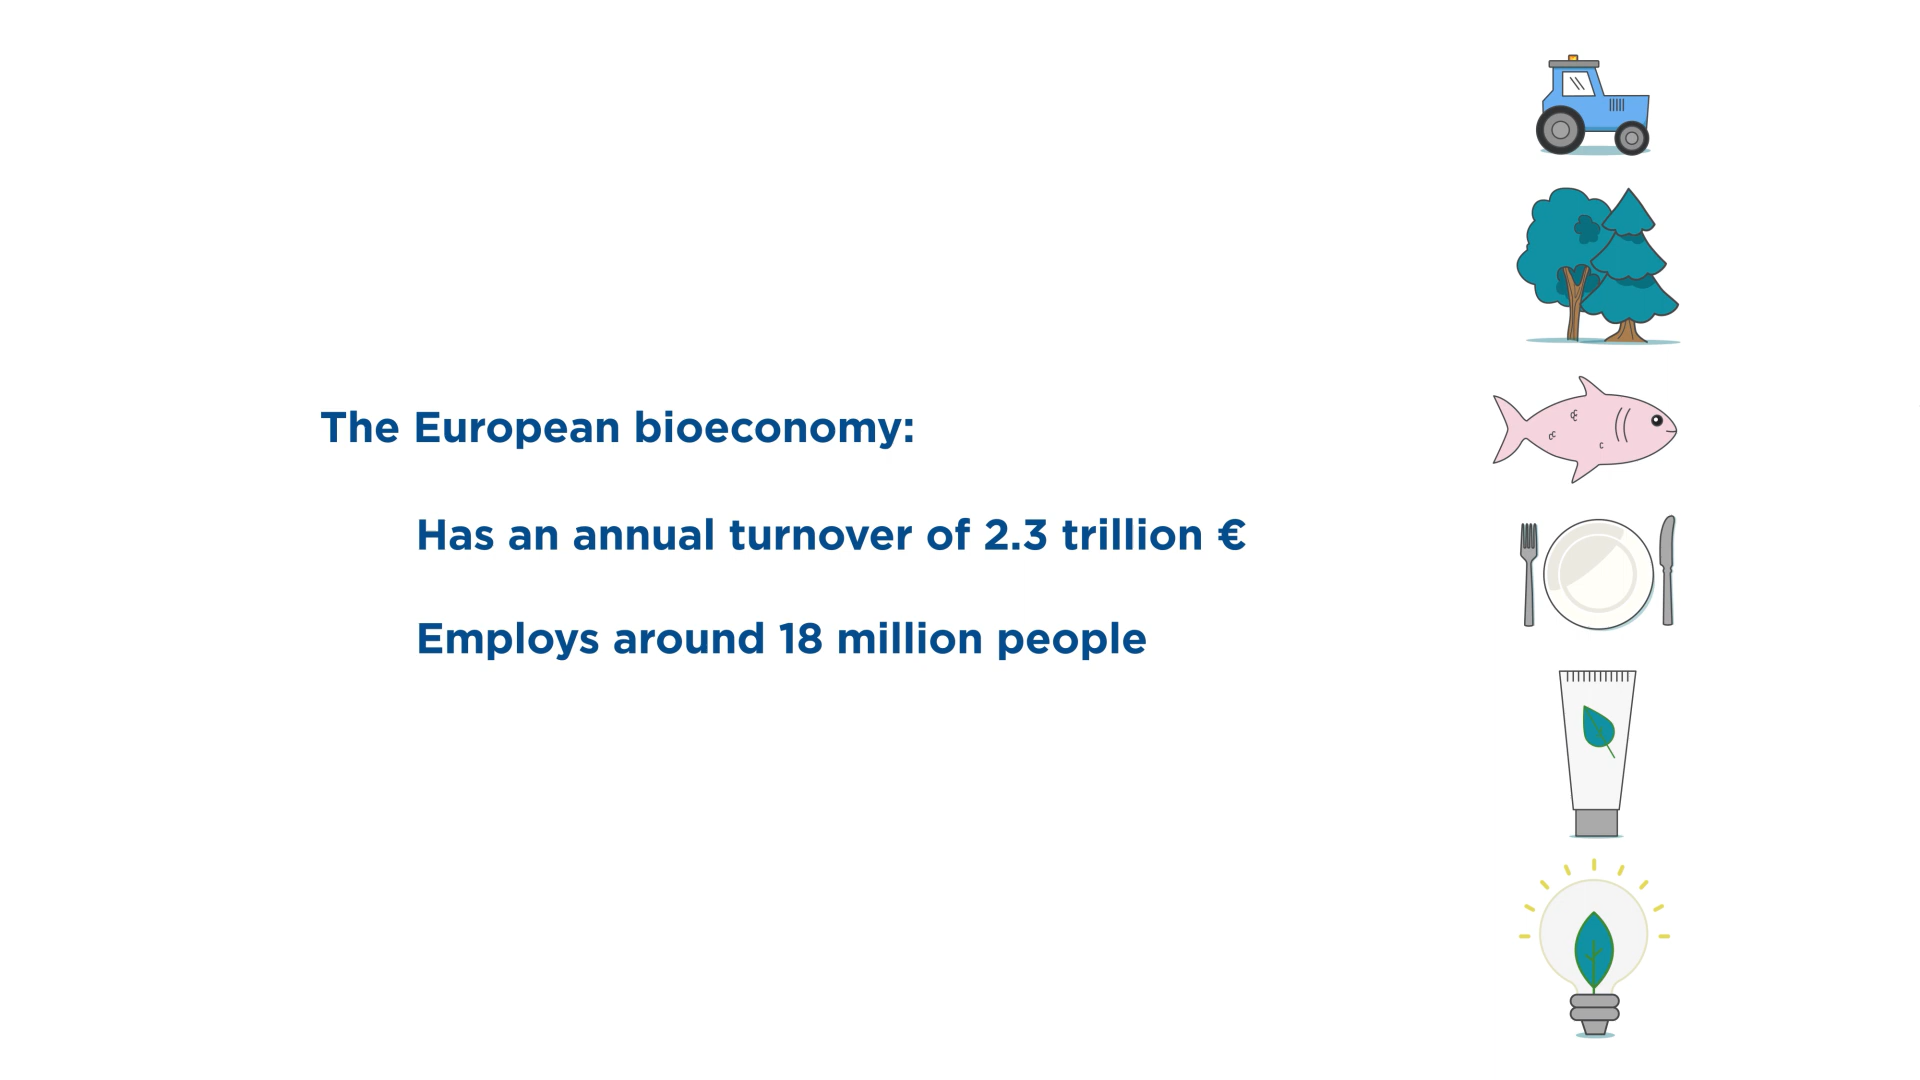 The European bioeconomy:
Has an annual turnover of 2.3 trillion €
Employs around 18 million people